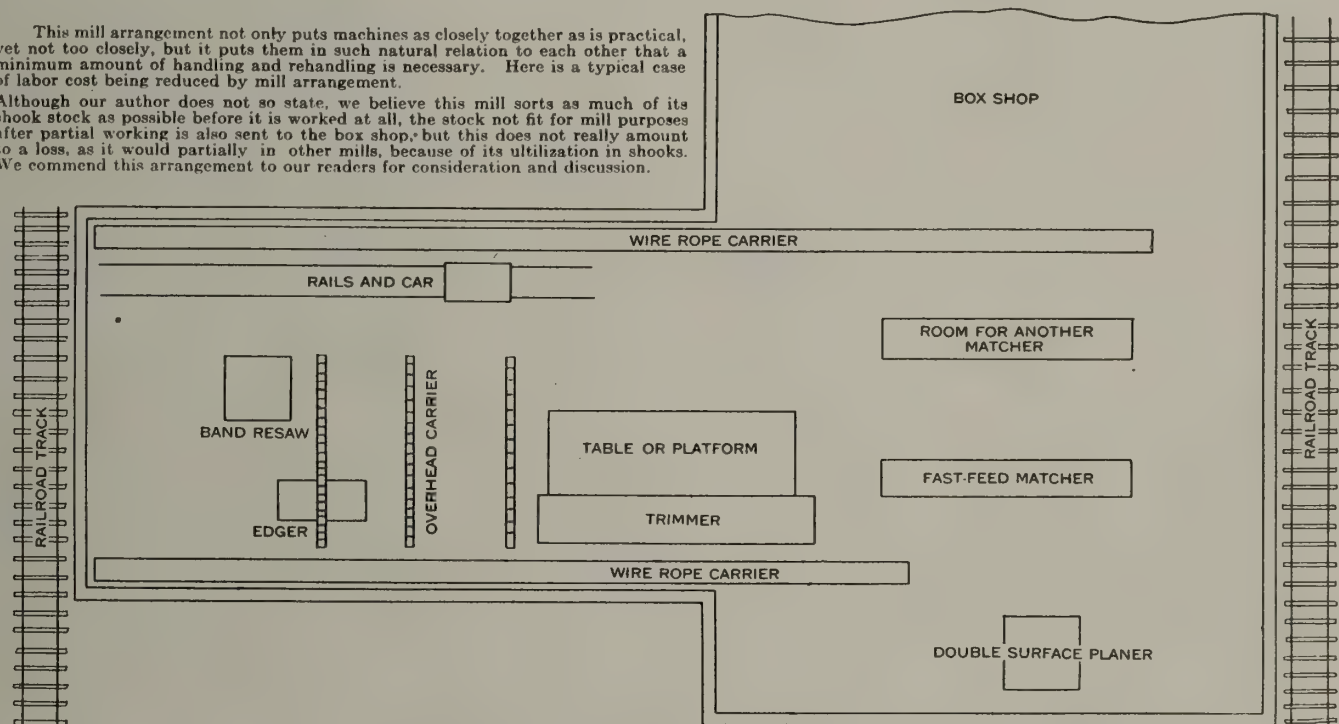 This mill arrangement not only puts machines as closely together as is practical,
yet not too closely, but it puts them in such natural relation to each other that a
minimum amount of handling and rehandling is necessary. Here is a typical case
of labor cost being reduced by mill arrangement.
Although our author does not so state, we believe this mill sorts as much of its
shook stock as possible before it is worked at all, the stock not fit for mill purposes
after partial working is also sent to the box shop, but this does not really amount
to a loss, as it would partially in other mills, because of its ultilization in shooks.
We commend this arrangement to our readers for consideration and discussion.
BOX SHOP
WIRE ROPE CARRIER
RAILS AND CAR
ROOM FOR ANOTHER
MATCHER
RAILROAD TRACK
BAND RESAW
OVERHEAD CARRIER
TABLE OR PLATFORM
RAILROAD TRACK
FAST-FEED MATCHER
EDGER
TRIMMER
WIRE ROPE CARRIER
DOUBLE SURFACE PLANER